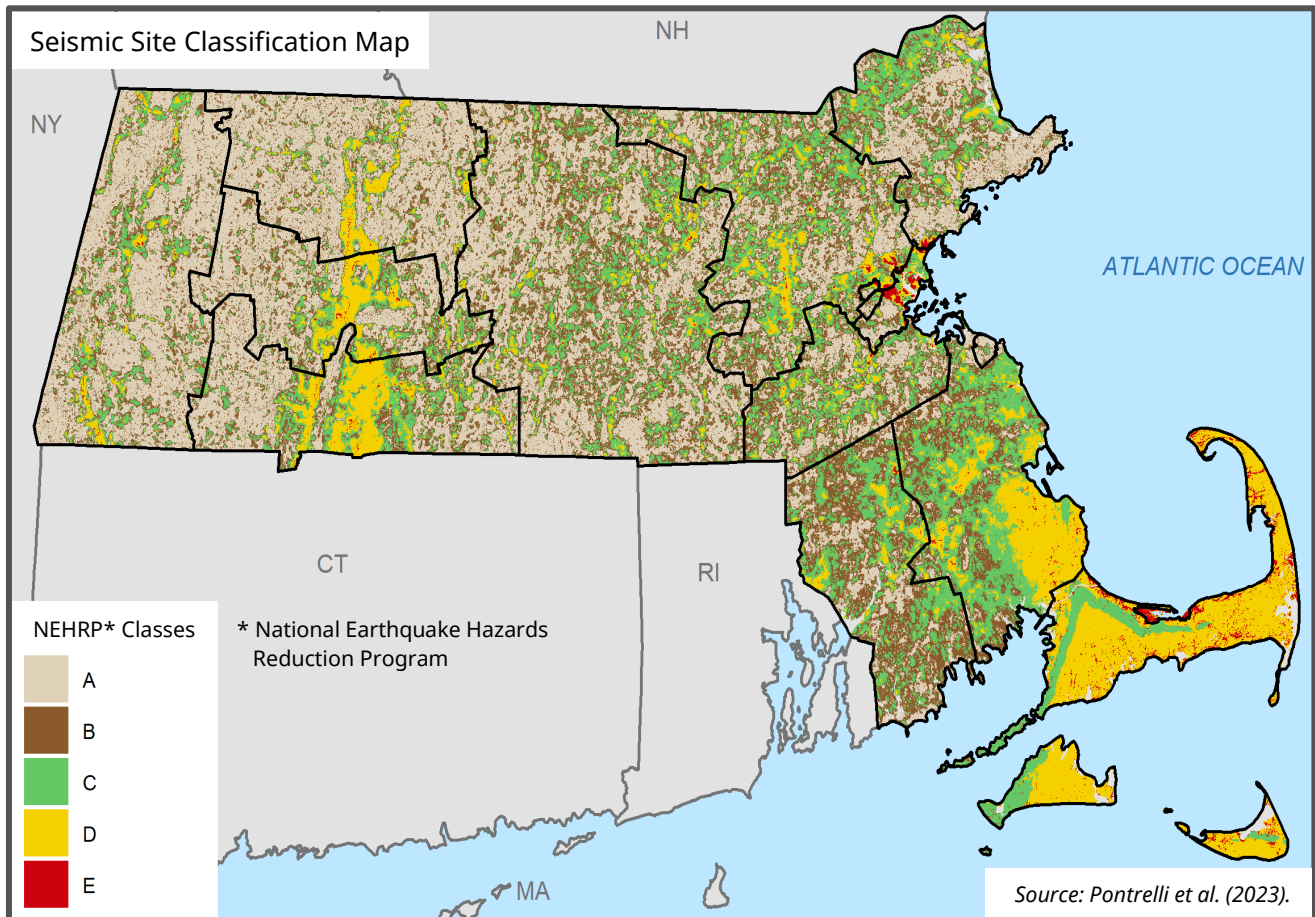 Seismic Site Classification Map
NH
NY
ATLANTIC OCEAN
CT
RI
NEHRP* Classes
* National Earthquake Hazards
Reduction Program
A
B
C
D
E
MA
Source: Pontrelli et al. (2023).